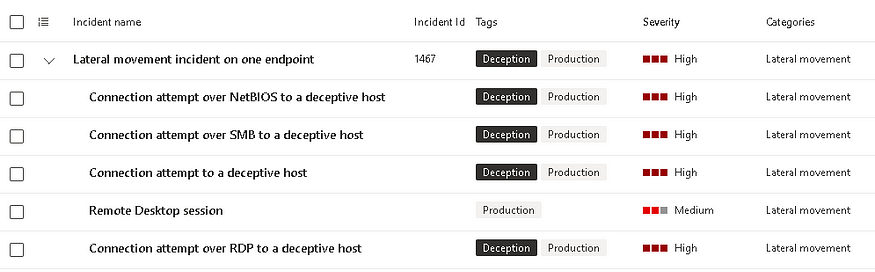 Incident name Incident Id Tags Severity Categories
Lateral movement incident on one endpoint 1467 Deception Production High Lateral movement
Connection attempt over NetBIOS to a deceptive host Deception Production High Lateral movement
Connection attempt over SMB to a deceptive host Deception Production High Lateral movement
Connection attempt to a deceptive host Deception Production High Lateral movement
Remote Desktop session Production Medium Lateral movement
Connection attempt over RDP to a deceptive host Deception Production High Lateral movement